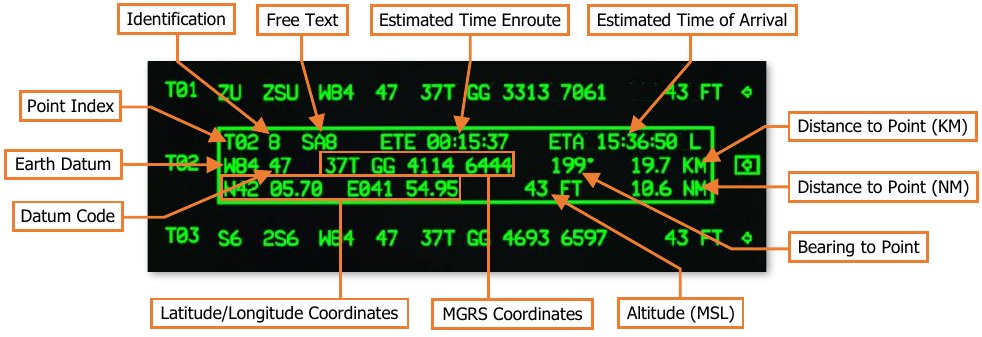 Identification
Free Text
Estimated Time Enroute
Estimated Time of Arrival
T01 ZU ZSU W84 47 37T GG 3313 7061 43 FT
Point Index
T02 8 SA8 ETE 00:15:37 ETA 15:36:50 L
Distance to Point (KM)
Earth Datum
T02 W84 47 37T GG 4114 6444 199° 19.7 KM
Distance to Point (NM)
N42 05.70 E041 54.95 43 FT 10.6 NM
Datum Code
T03 S6 2S6 W84 47 37T GG 4693 6597 43 FT
Bearing to Point
Latitude/Longitude Coordinates
MGRS Coordinates
Altitude (MSL)